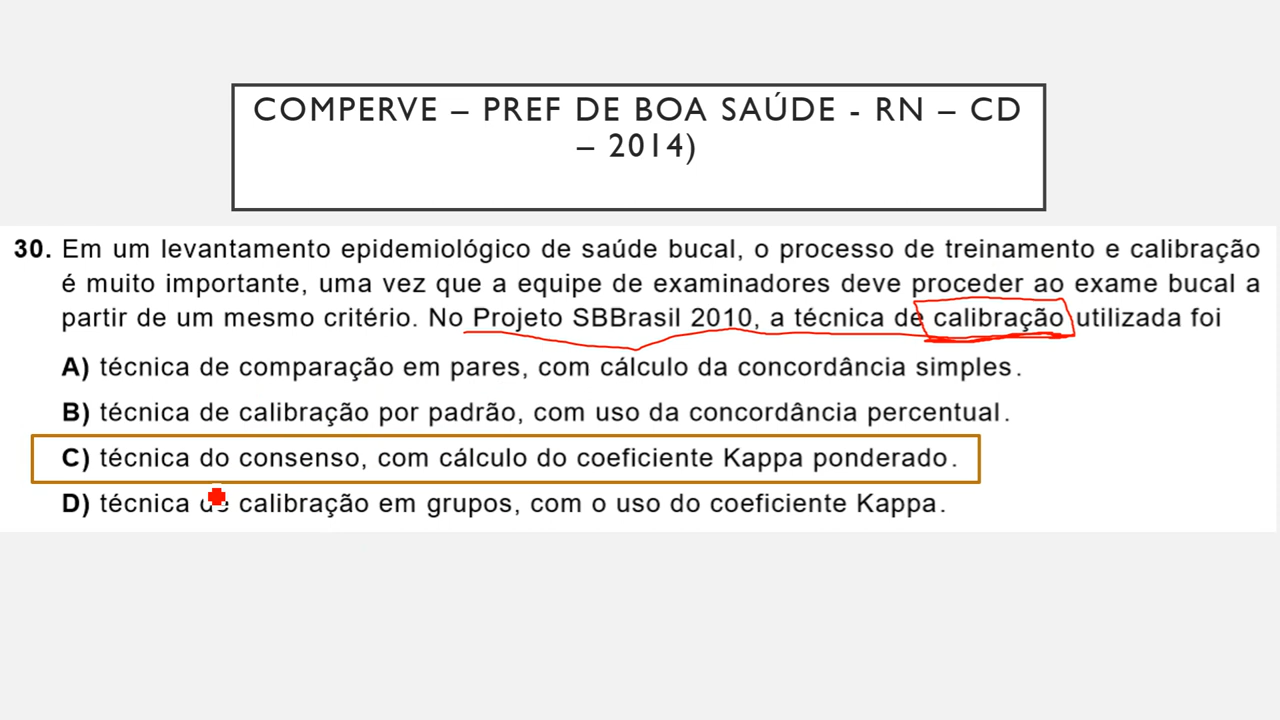 COMPERVE – PREF DE BOA SAÚDE - RN – CD
– 2014)
30. Em um levantamento epidemiológico de saúde bucal, o processo de treinamento e calibração
é muito importante, uma vez que a equipe de examinadores deve proceder ao exame bucal a
partir de um mesmo critério. No Projeto SBBrasil 2010, a técnica de calibração utilizada foi
A) técnica de comparação em pares, com cálculo da concordância simples.
B) técnica de calibração por padrão, com uso da concordância percentual.
C) técnica do consenso, com cálculo do coeficiente Kappa ponderado.
D) técnica de calibração em grupos, com o uso do coeficiente Kappa.